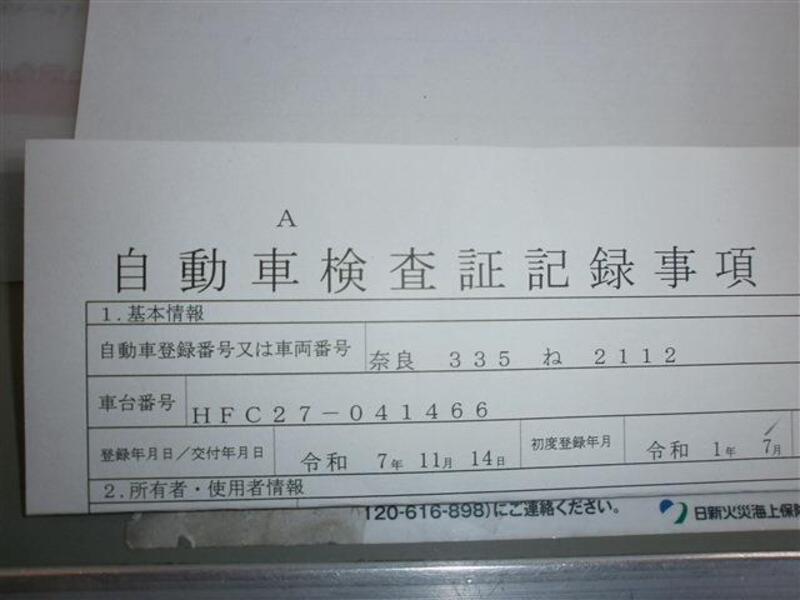 A
自動車検査証記録事項
1.基本情報
自動車登録番号又は車両番号 奈良 335 ね 2112
車台番号 HFC27-041466
登録年月日/交付年月日 令和 7年 11月 14日 初度登録年月 令和 1年 7月
2.所有者・使用者情報
120-616-898)にご連絡ください。 日新火災海上保険